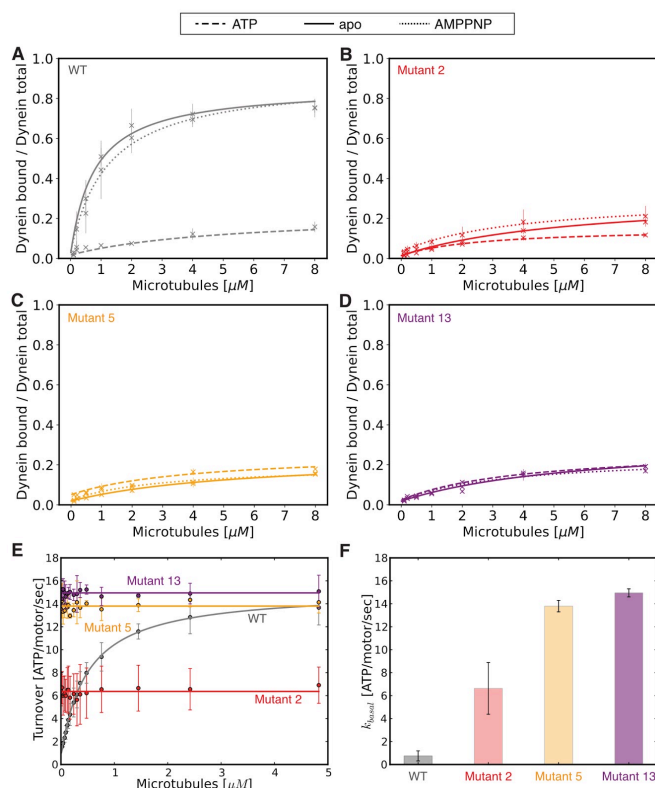 ATP apo AMPPNP
A
WT
Dynein bound / Dynein total
1.0
0.8
0.6
0.4
0.2
0.0
0 1 2 3 4 5 6 7 8
Microtubules [μM]
B
Mutant 2
Dynein bound / Dynein total
1.0
0.8
0.6
0.4
0.2
0.0
0 1 2 3 4 5 6 7 8
Microtubules [μM]
C
Mutant 5
Dynein bound / Dynein total
1.0
0.8
0.6
0.4
0.2
0.0
0 1 2 3 4 5 6 7 8
Microtubules [μM]
D
Mutant 13
Dynein bound / Dynein total
1.0
0.8
0.6
0.4
0.2
0.0
0 1 2 3 4 5 6 7 8
Microtubules [μM]
E
Turnover [ATP/motor/sec]
18
16
14
12
10
8
6
4
2
0
Mutant 13
Mutant 5
WT
Mutant 2
0 1 2 3 4 5
Microtubules [μM]
F
k_basal [ATP/motor/sec]
18
16
14
12
10
8
6
4
2
0
WT Mutant 2 Mutant 5 Mutant 13